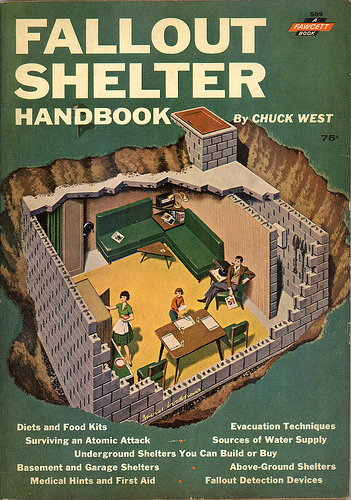 509
A
FAWCETT
BOOK
FALLOUT
SHELTER
HANDBOOK
By CHUCK WEST
75¢
Diets and Food Kits
Evacuation Techniques
Surviving an Atomic Attack
Sources of Water Supply
Underground Shelters You Can Build or Buy
Basement and Garage Shelters
Above-Ground Shelters
Medical Hints and First Aid
Fallout Detection Devices